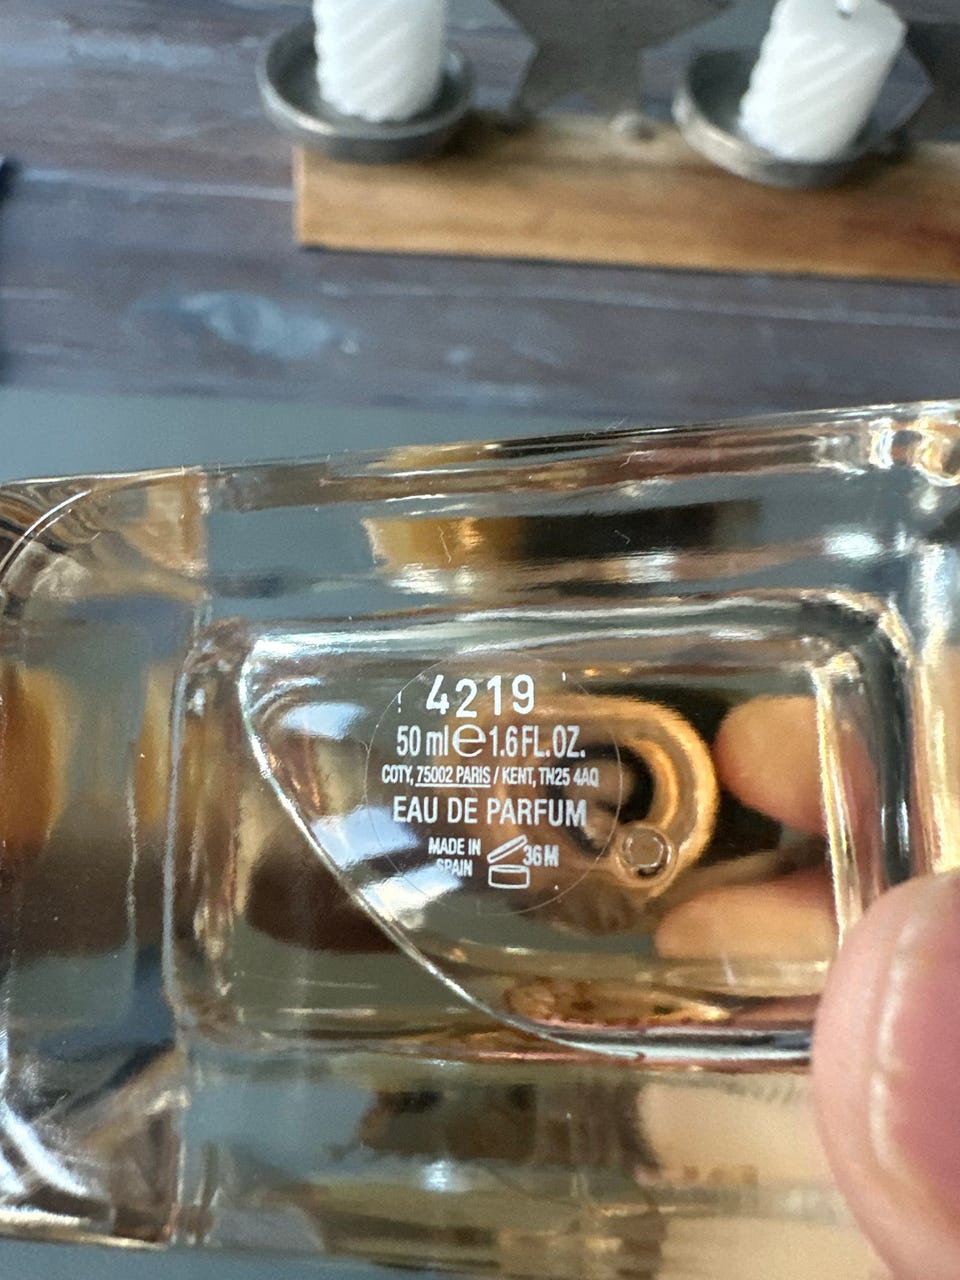 4219
50 ml e 1.6 FL.OZ.
COTY, 75002 PARIS / KENT, TN25 4AQ
EAU DE PARFUM
MADE IN
SPAIN
36 M